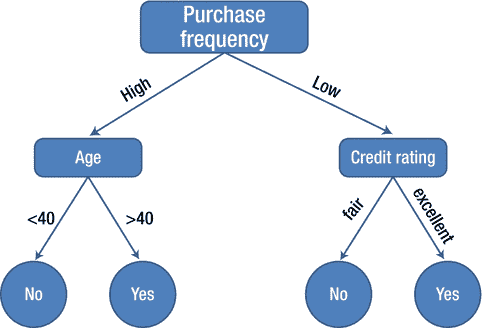 Purchase
frequency
High
Low
Age
Credit rating
<40
>40
fair
excellent
No
Yes
No
Yes